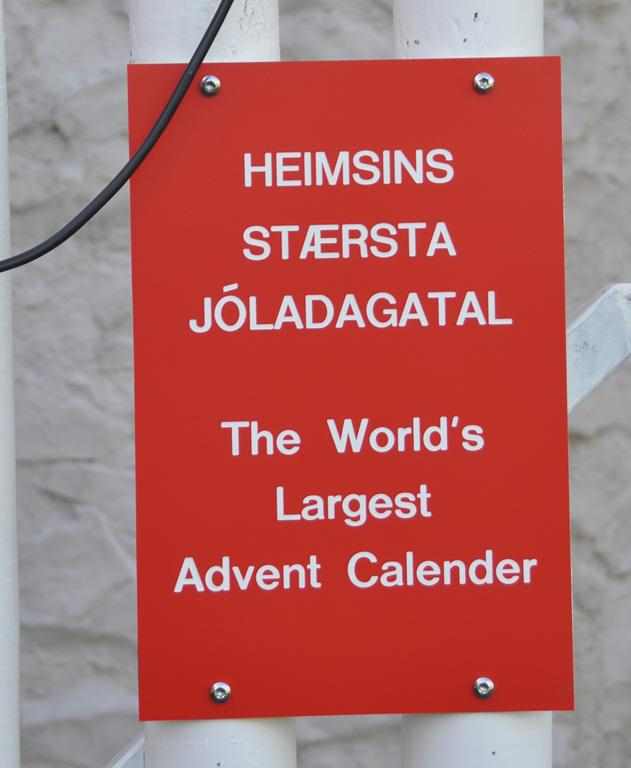 HEIMSINS
STÆRSTA
JÓLADAGATAL
The World's
Largest
Advent Calender